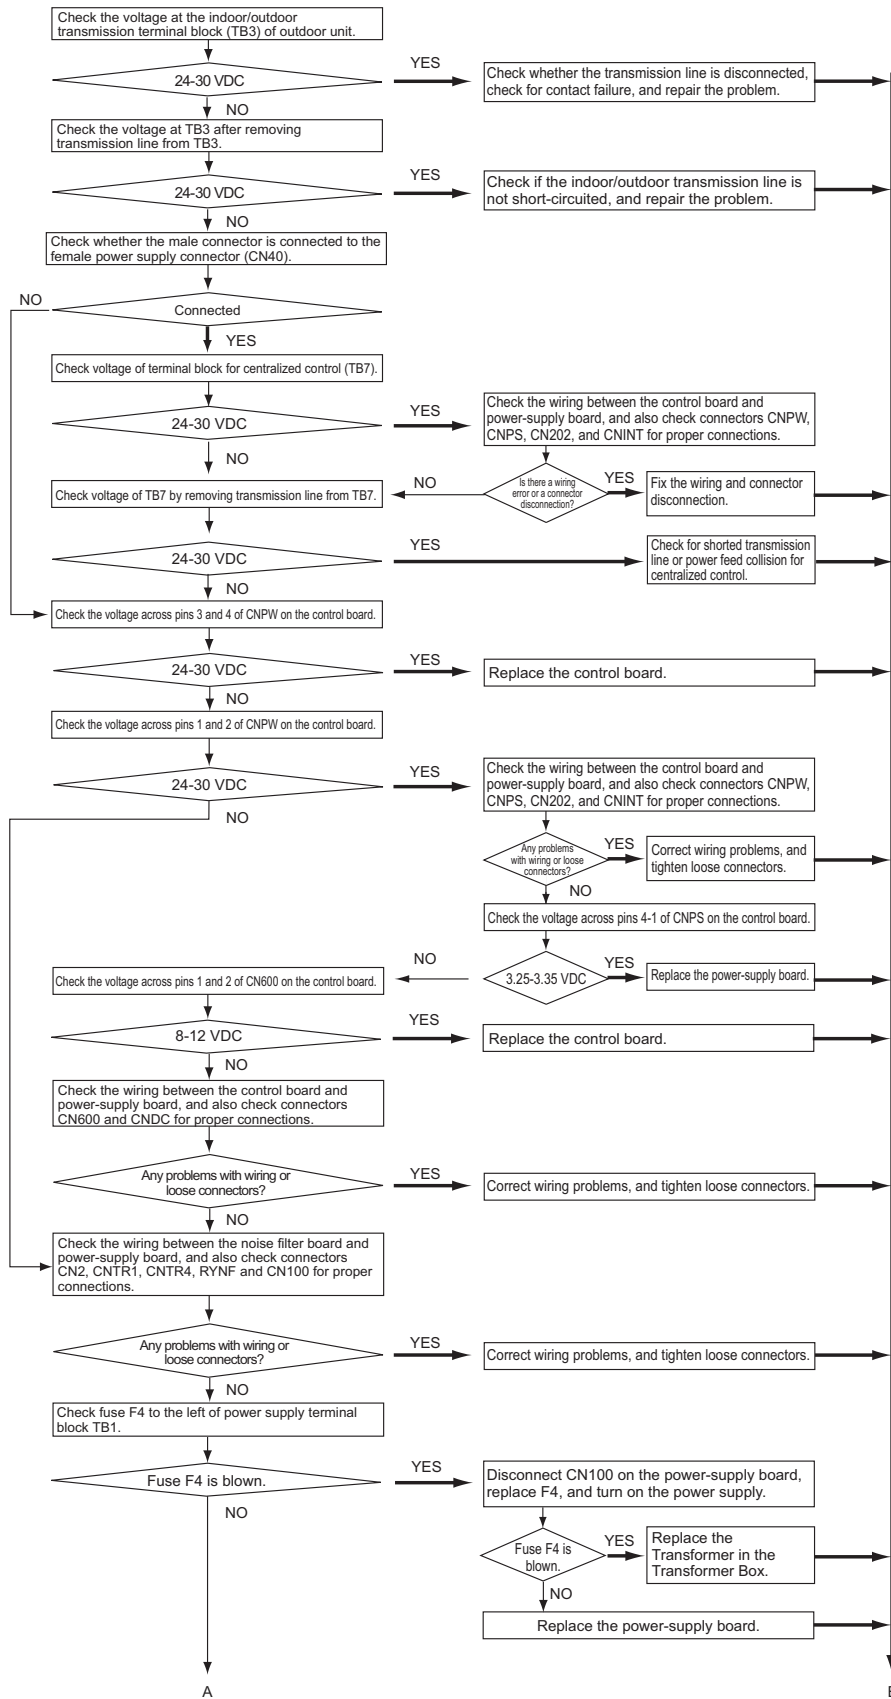 Check the voltage at the indoor/outdoor
transmission terminal block (TB3) of outdoor unit.
24-30 VDC
YES
Check whether the transmission line is disconnected,
check for contact failure, and repair the problem.
NO
Check the voltage at TB3 after removing
transmission line from TB3.
24-30 VDC
YES
Check if the indoor/outdoor transmission line is
not short-circuited, and repair the problem.
NO
Check whether the male connector is connected to the
female power supply connector (CN40).
NO
Connected
YES
Check voltage of terminal block for centralized control (TB7).
24-30 VDC
YES
Check the wiring between the control board and
power-supply board, and also check connectors CNPW,
CNPS, CN202, and CNINT for proper connections.
NO
Is there a wiring
error or a connector
disconnection?
YES
Fix the wiring and connector
disconnection.
NO
Check voltage of TB7 by removing transmission line from TB7.
24-30 VDC
YES
Check for shorted transmission
line or power feed collision for
centralized control.
NO
Check the voltage across pins 3 and 4 of CNPW on the control board.
24-30 VDC
YES
Replace the control board.
NO
Check the voltage across pins 1 and 2 of CNPW on the control board.
24-30 VDC
YES
Check the wiring between the control board and
power-supply board, and also check connectors CNPW,
CNPS, CN202, and CNINT for proper connections.
NO
Any problems
with wiring or loose
connectors?
YES
Correct wiring problems, and
tighten loose connectors.
NO
Check the voltage across pins 4-1 of CNPS on the control board.
3.25-3.35 VDC
YES
Replace the power-supply board.
NO
Check the voltage across pins 1 and 2 of CN600 on the control board.
8-12 VDC
YES
Replace the control board.
NO
Check the wiring between the control board and
power-supply board, and also check connectors
CN600 and CNDC for proper connections.
Any problems with wiring or
loose connectors?
YES
Correct wiring problems, and tighten loose connectors.
NO
Check the wiring between the noise filter board and
power-supply board, and also check connectors
CN2, CNTR1, CNTR4, RYNF and CN100 for proper
connections.
Any problems with wiring or
loose connectors?
YES
Correct wiring problems, and tighten loose connectors.
NO
Check fuse F4 to the left of power supply terminal
block TB1.
Fuse F4 is blown.
YES
Disconnect CN100 on the power-supply board,
replace F4, and turn on the power supply.
NO
Fuse F4 is
blown.
YES
Replace the
Transformer in the
Transformer Box.
NO
Replace the power-supply board.
A